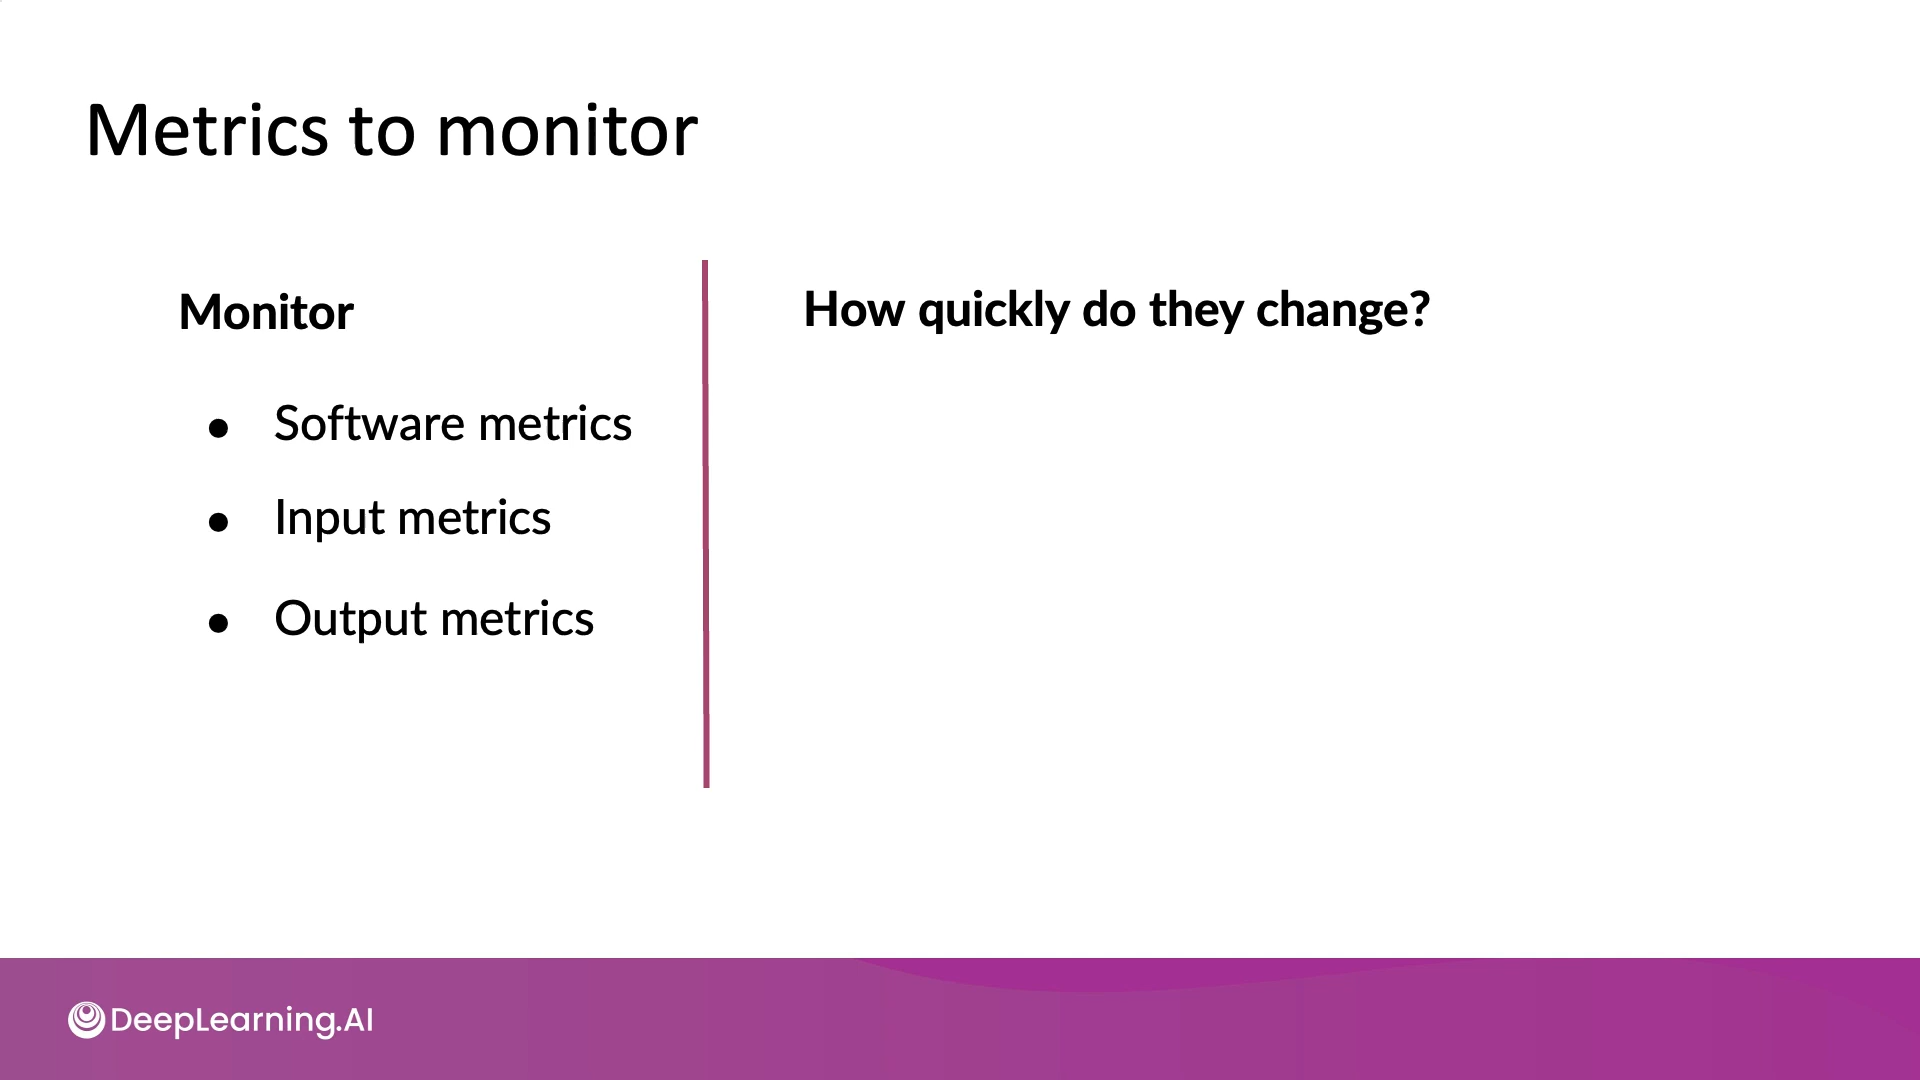 Metrics to monitor
Monitor
● Software metrics
● Input metrics
● Output metrics
How quickly do they change?
DeepLearning.AI